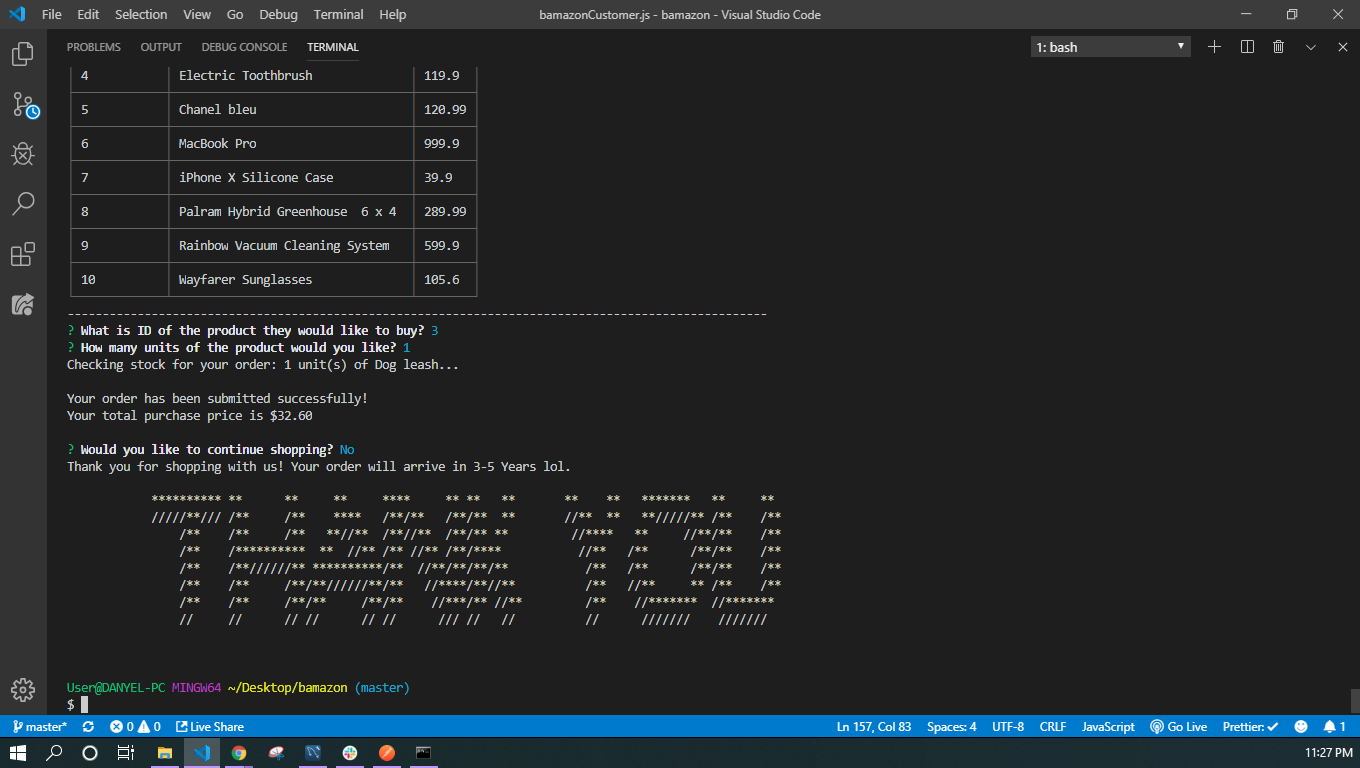 File Edit Selection View Go Debug Terminal Help bamazonCustomer.js - bamazon - Visual Studio Code
PROBLEMS OUTPUT DEBUG CONSOLE TERMINAL 1: bash
4 Electric Toothbrush 119.9
5 Chanel bleu 120.99
6 MacBook Pro 999.9
7 iPhone X Silicone Case 39.9
8 Palram Hybrid Greenhouse  6 x 4 289.99
9 Rainbow Vacuum Cleaning System 599.9
10 Wayfarer Sunglasses 105.6
? What is ID of the product they would like to buy? 3
? How many units of the product would you like? 1
Checking stock for your order: 1 unit(s) of Dog leash...
Your order has been submitted successfully!
Your total purchase price is $32.60
? Would you like to continue shopping? No
Thank you for shopping with us! Your order will arrive in 3-5 Years lol.
THANK YOU
User@DANYEL-PC MINGW64 ~/Desktop/bamazon (master)
$
master* 0 0 Live Share Ln 157, Col 83 Spaces: 4 UTF-8 CRLF JavaScript Go Live Prettier: ✓ 1
11:27 PM